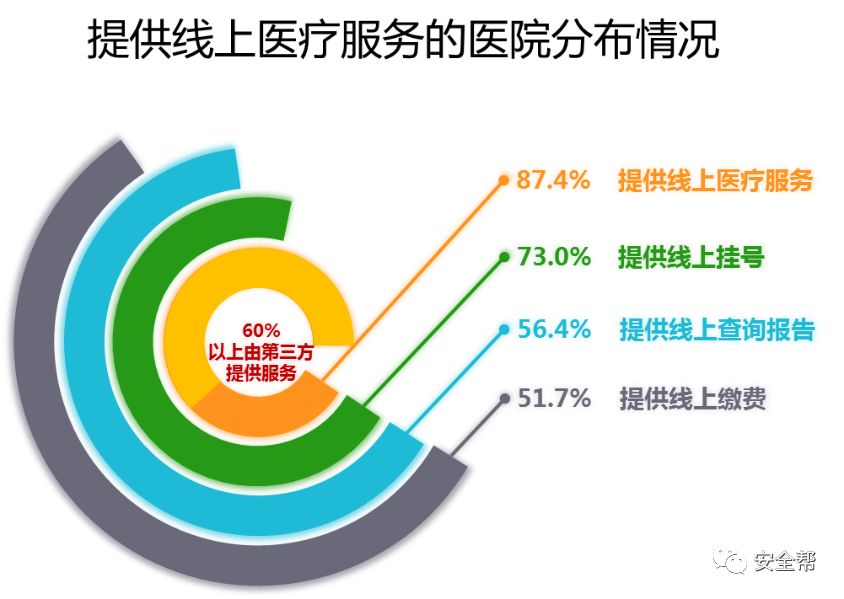 提供线上医疗服务的医院分布情况
87.4% 提供线上医疗服务
73.0% 提供线上挂号
56.4% 提供线上查询报告
51.7% 提供线上缴费
60%
以上由第三方
提供服务
安全帮